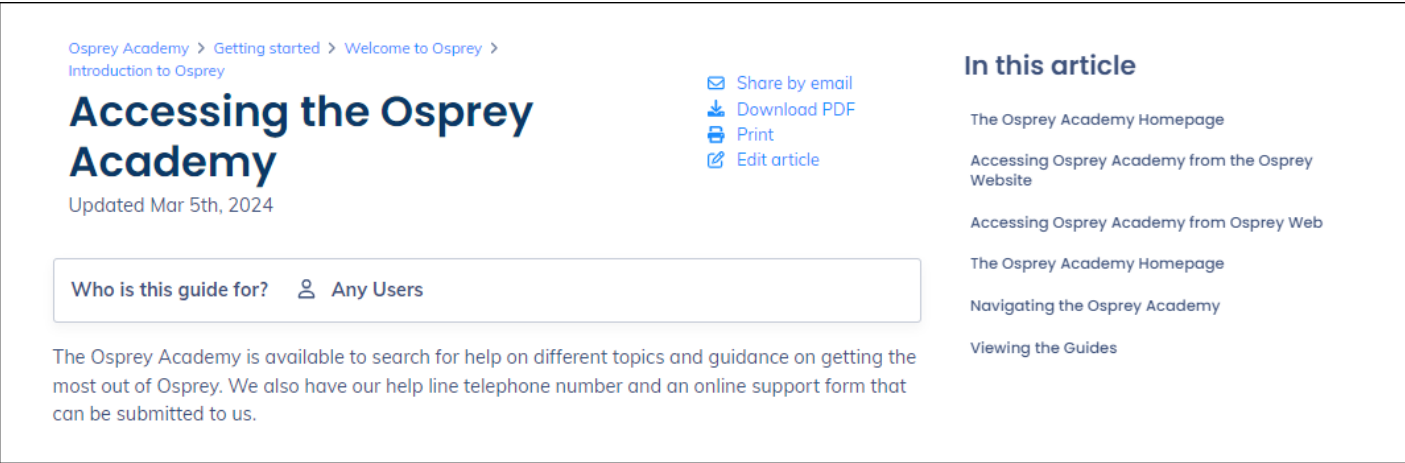 Osprey Academy > Getting started > Welcome to Osprey >
Introduction to Osprey
Accessing the Osprey
Academy
Updated Mar 5th, 2024
Share by email
Download PDF
Print
Edit article
Who is this guide for? Any Users
The Osprey Academy is available to search for help on different topics and guidance on getting the
most out of Osprey. We also have our help line telephone number and an online support form that
can be submitted to us.
In this article
The Osprey Academy Homepage
Accessing Osprey Academy from the Osprey
Website
Accessing Osprey Academy from Osprey Web
The Osprey Academy Homepage
Navigating the Osprey Academy
Viewing the Guides